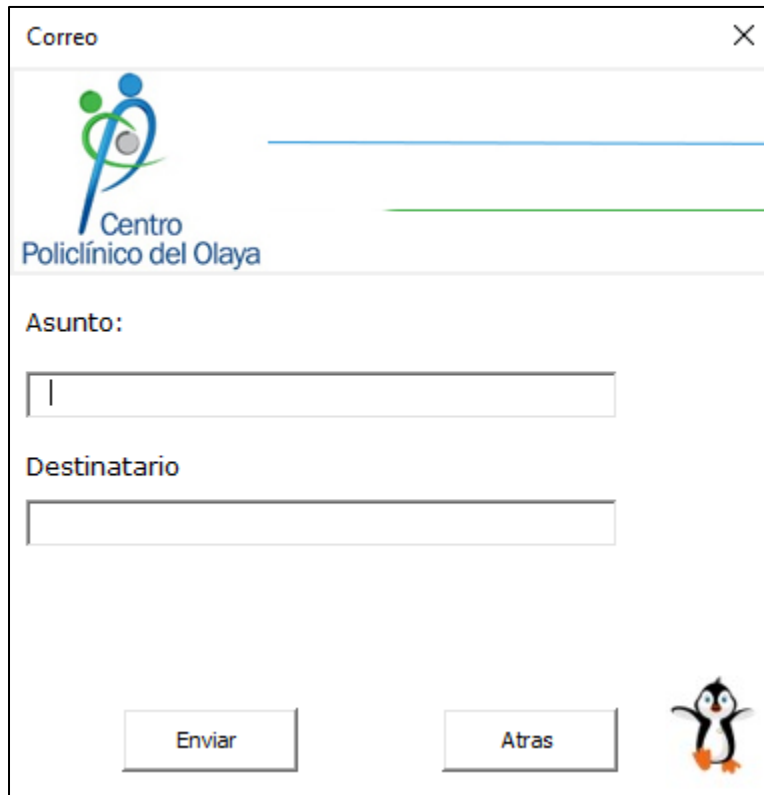 Correo
Centro
Policlínico del Olaya
Asunto:
Destinatario
Enviar
Atras